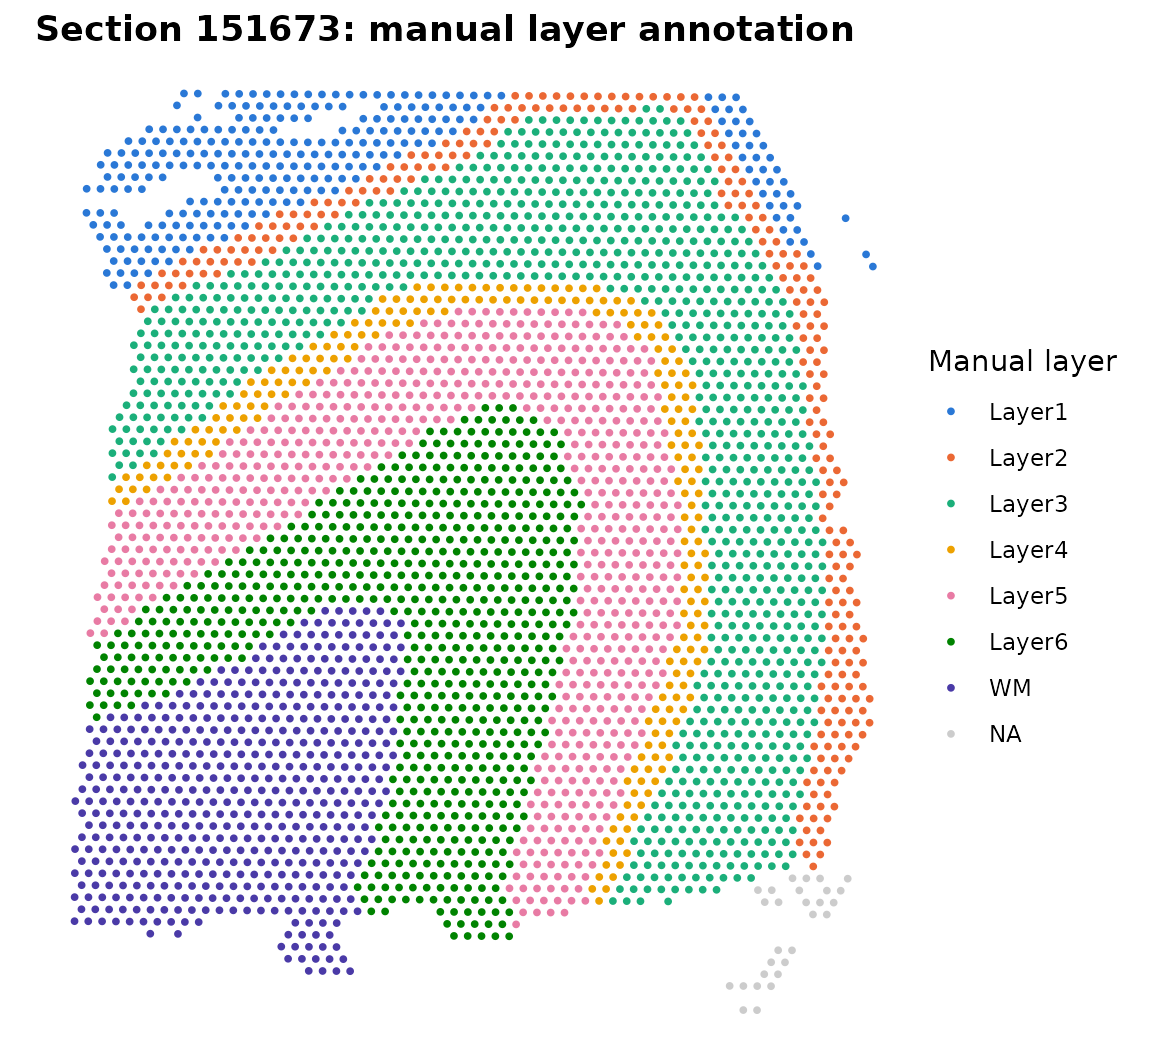 Section 151673: manual layer annotation
Manual layer
Layer1
Layer2
Layer3
Layer4
Layer5
Layer6
WM
NA